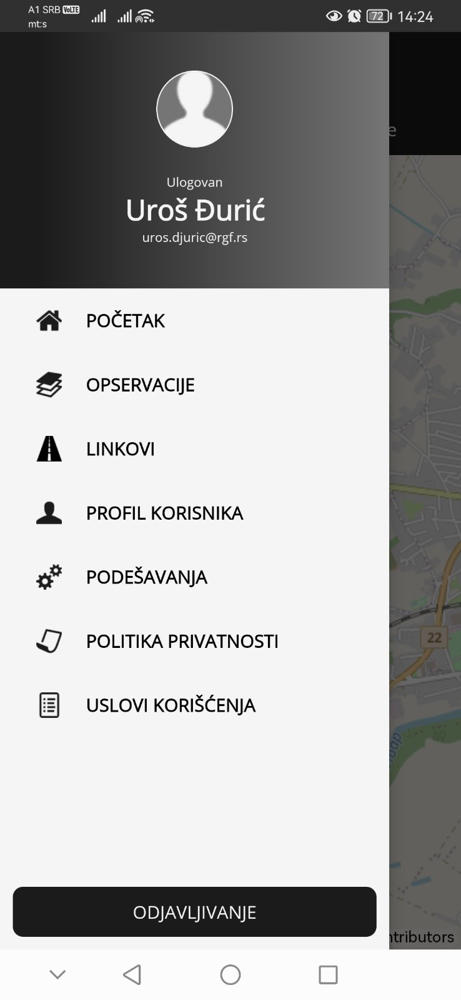 A1 SRB VoLTE
mt:s
72
14:24
e
Ulogovan
Uroš Đurić
uros.djuric@rgf.rs
POČETAK
OPSERVACIJE
LINKOVI
PROFIL KORISNIKA
PODEŠAVANJA
22
POLITIKA PRIVATNOSTI
USLOVI KORIŠĆENJA
ODJAVLJIVANJE
ntributors